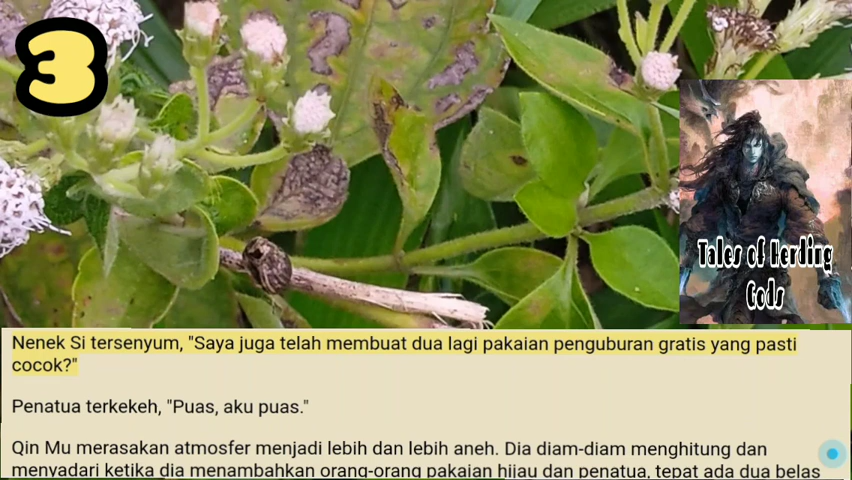 3
Tales of Herding
Gods
Nenek Si tersenyum, "Saya juga telah membuat dua lagi pakaian penguburan gratis yang pasti
cocok?"
Penatua terkekeh, "Puas, aku puas."
Qin Mu merasakan atmosfer menjadi lebih dan lebih aneh. Dia diam-diam menghitung dan
menyadari ketika dia menambahkan orang-orang pakaian hijau dan penatua, tepat ada dua belas